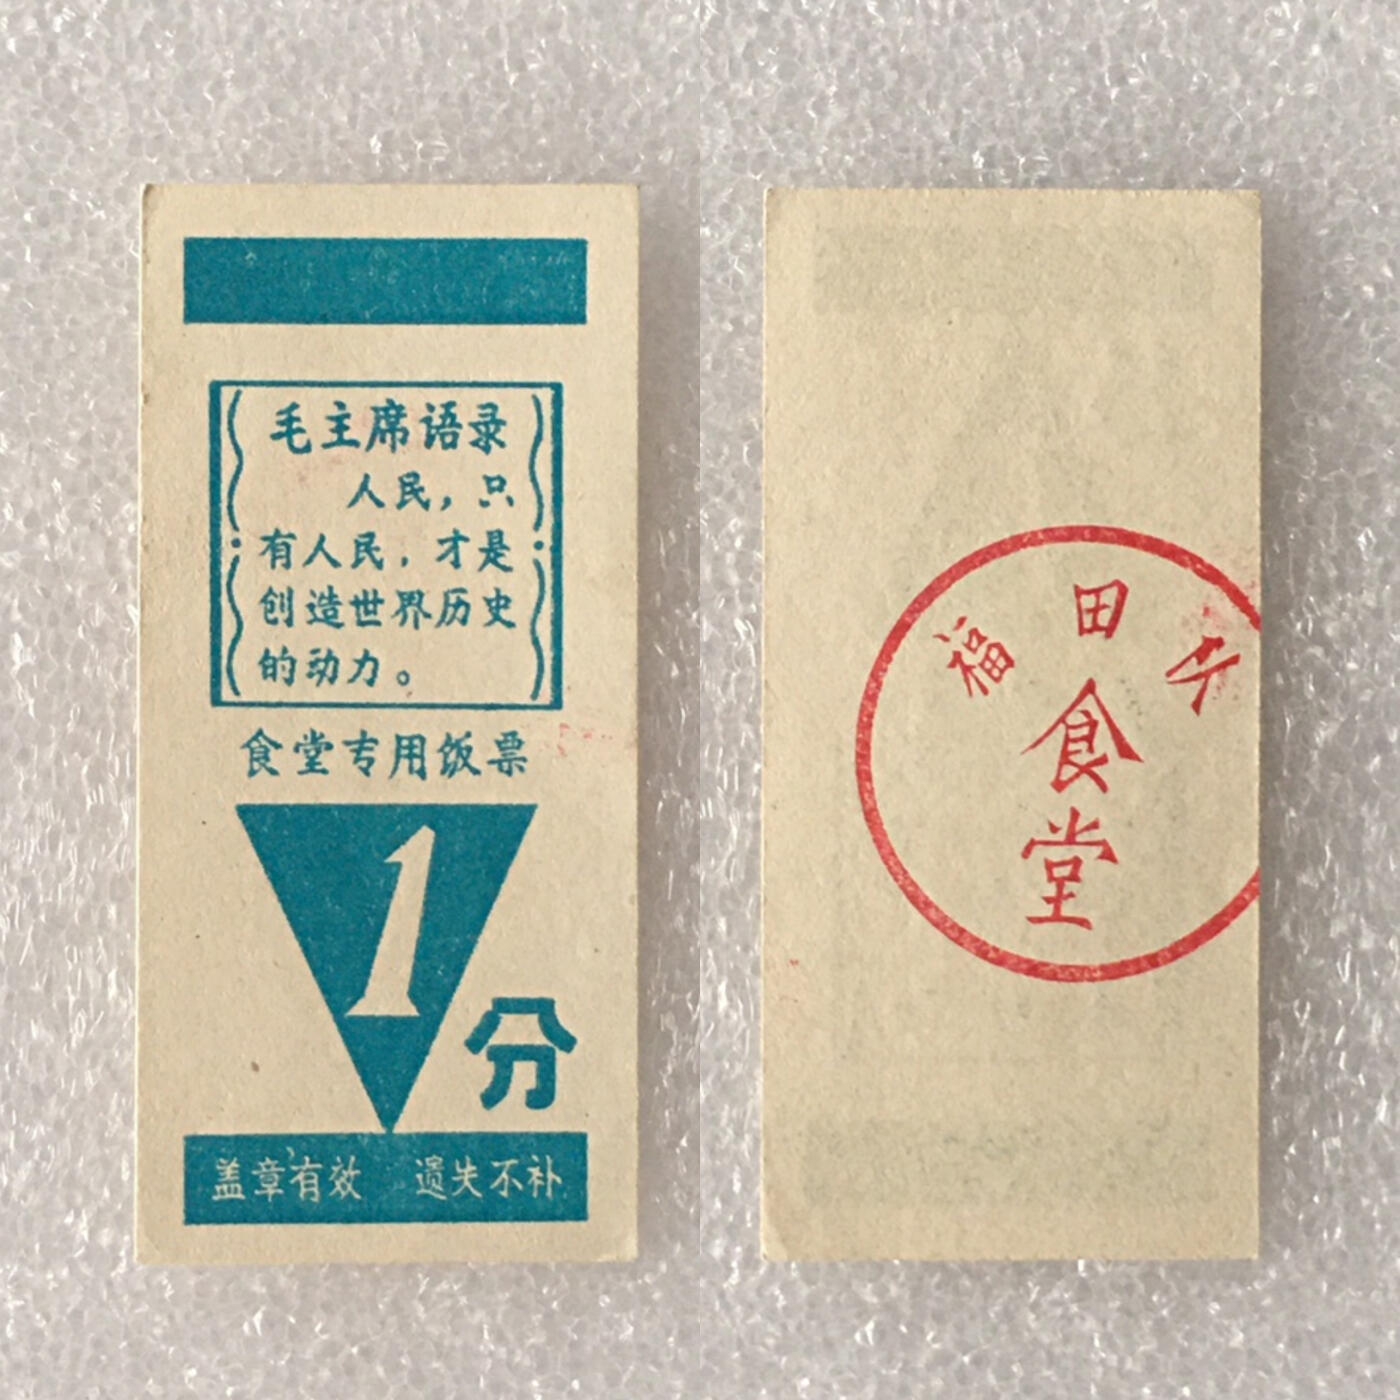 毛主席语录
人民，只
有人民，才是
创造世界历史
的动力。
食堂专用饭票
1
分
盖章有效 遗失不补
福田
食
堂